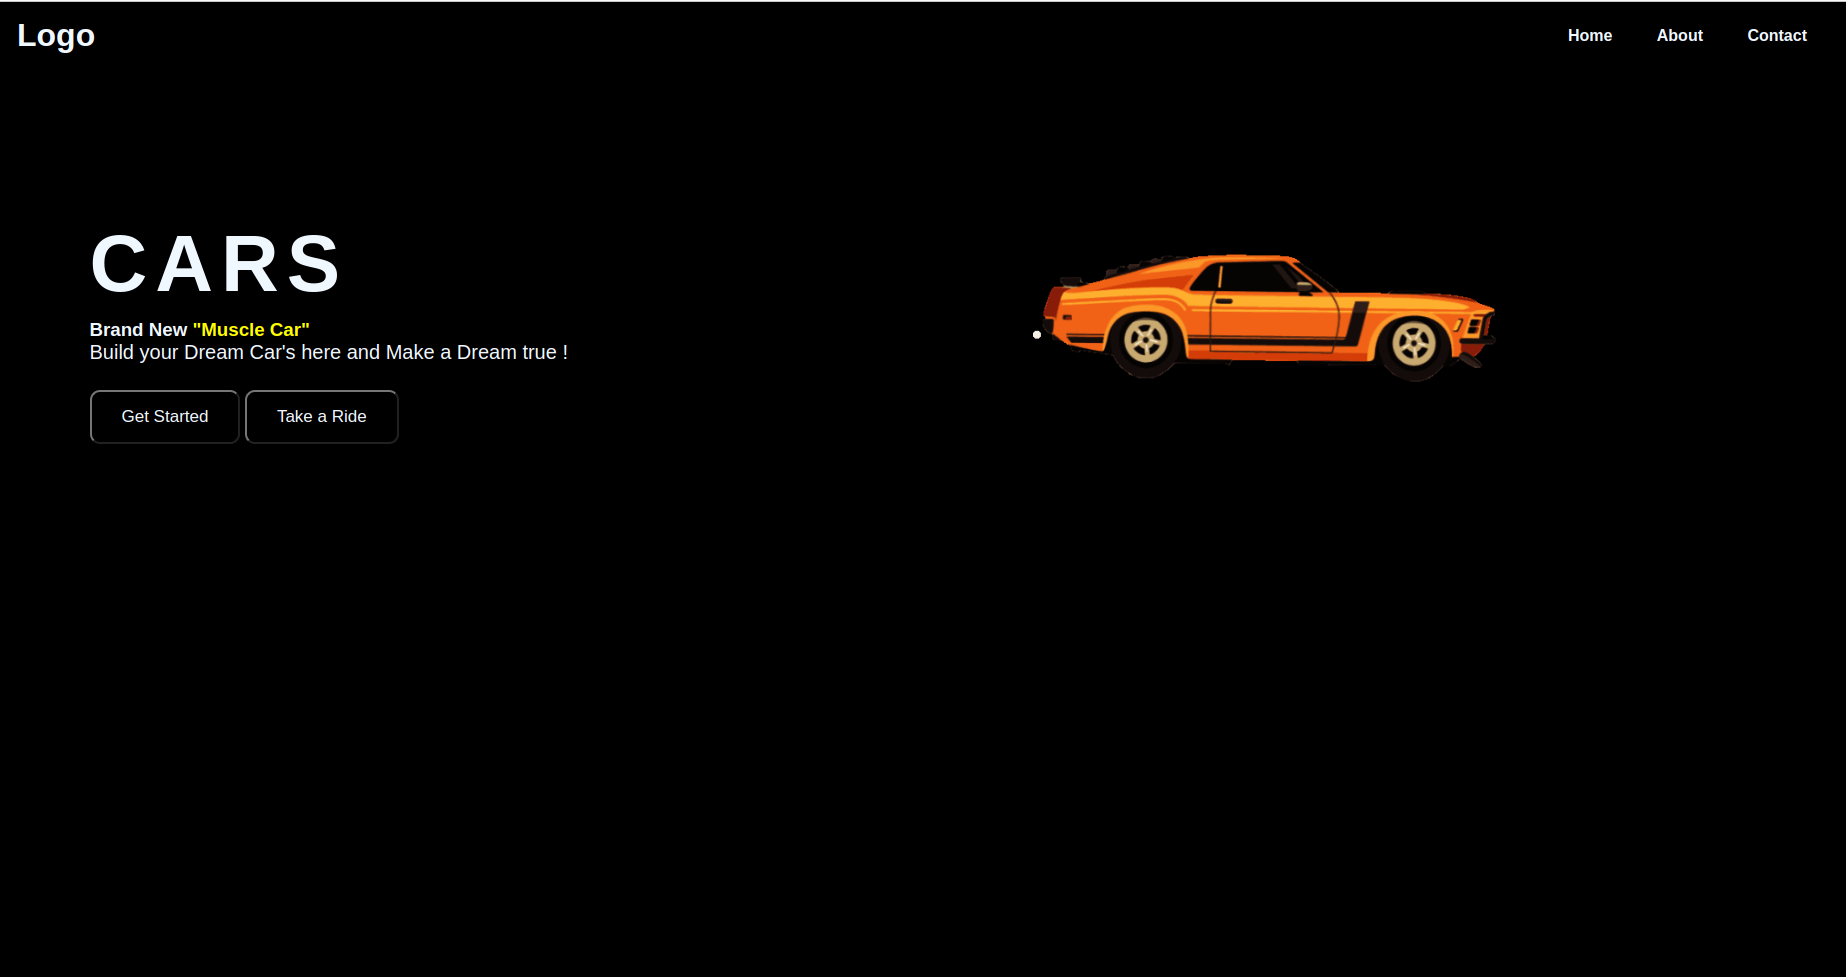 Logo
Home About Contact
CARS
Brand New "Muscle Car"
Build your Dream Car's here and Make a Dream true !
Get Started Take a Ride